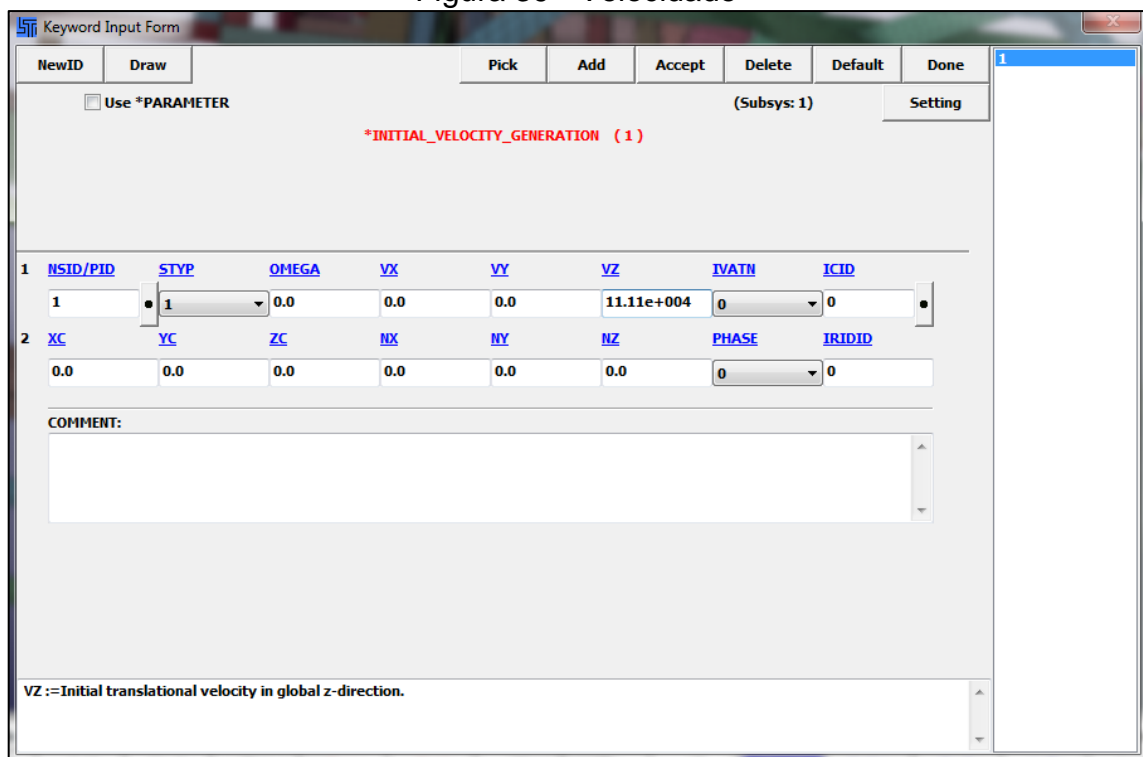 Keyword Input Form
NewID Draw Pick Add Accept Delete Default Done 1
Use *PARAMETER (Subsys: 1) Setting
*INITIAL_VELOCITY_GENERATION ( 1 )
1 NSID/PID STYP OMEGA VX VY VZ IVATN ICID
1 1 0.0 0.0 0.0 11.11e+004 0 0
2 XC YC ZC NX NY NZ PHASE IRIDID
0.0 0.0 0.0 0.0 0.0 0.0 0 0
COMMENT:
VZ :=Initial translational velocity in global z-direction.